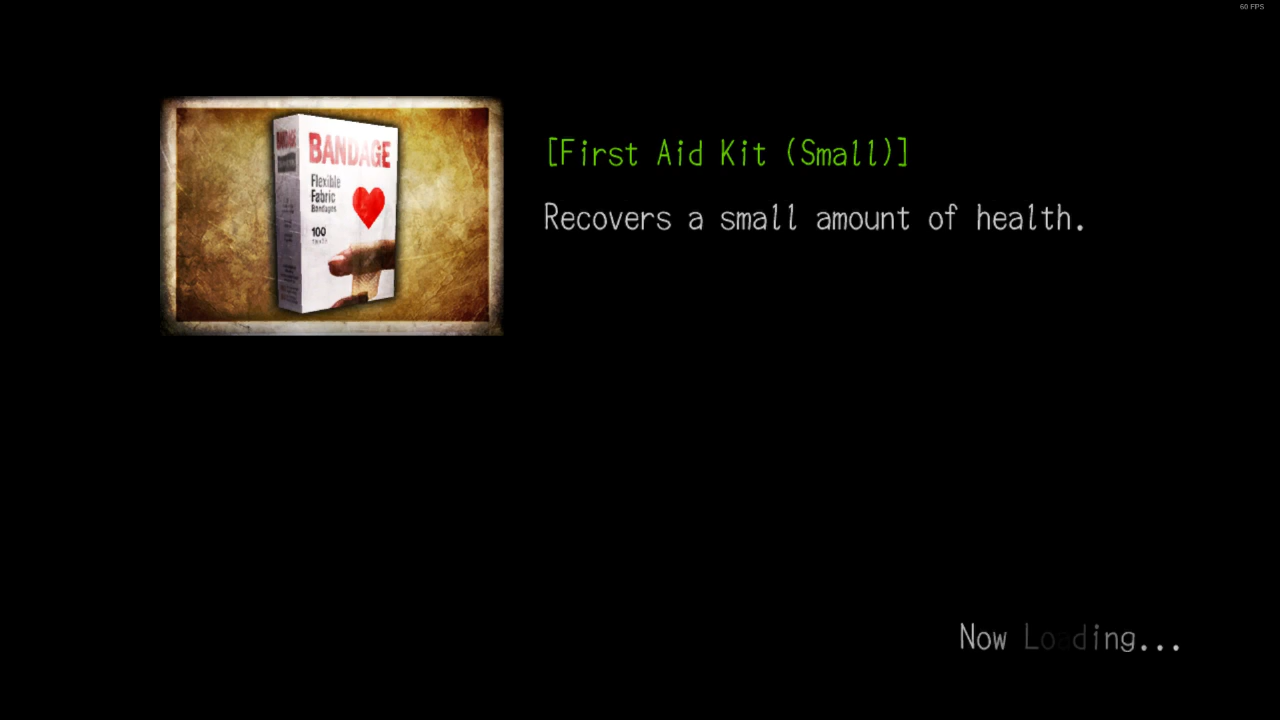 60 FPS
BANDAGE
Flexible
Fabric
Bandages
100
[First Aid Kit (Small)]
Recovers a small amount of health.
Now Loading...